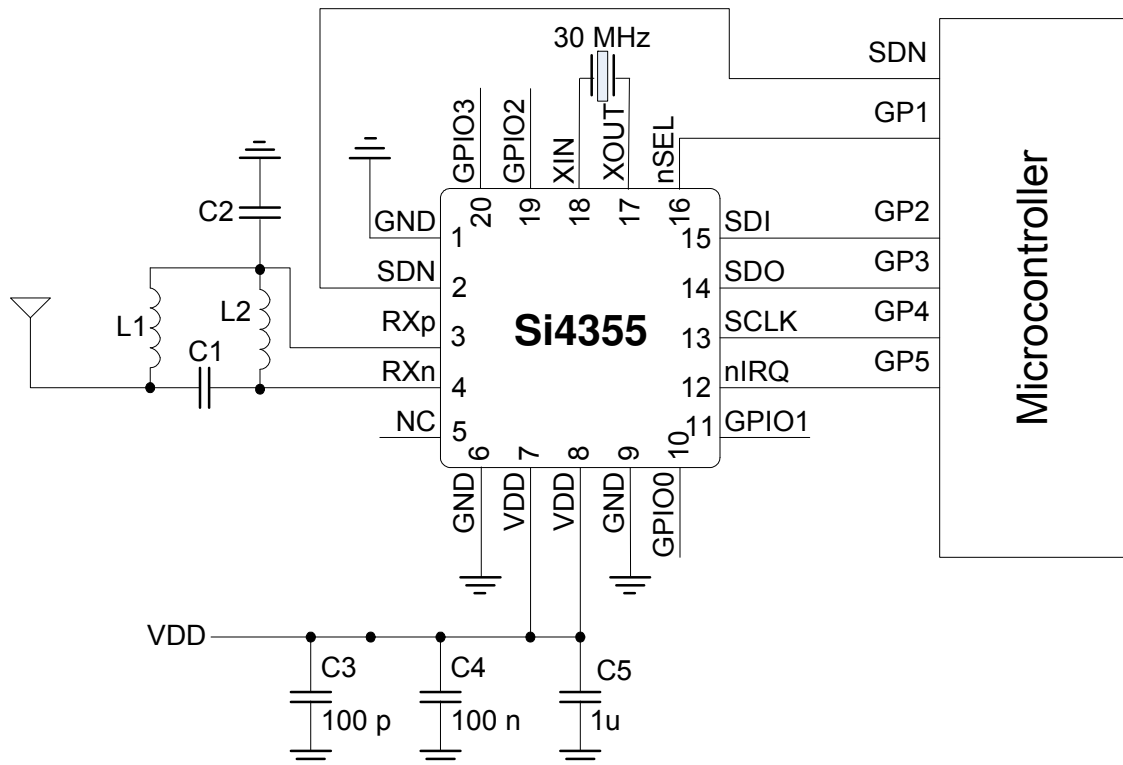 30 MHz
SDN
GP1
GPIO3
GPIO2
XIN
XOUT
nSEL
C2
GND
20
19
18
17
16
1
15
SDI
GP2
SDN
2
14
SDO
GP3
L1
L2
RXp
3
Si4355
13
SCLK
GP4
C1
RXn
4
12
nIRQ
GP5
Microcontroller
NC
5
11
GPIO1
6
7
8
9
10
GND
VDD
VDD
GND
GPIO0
VDD
C3
C4
C5
100 p
100 n
1u